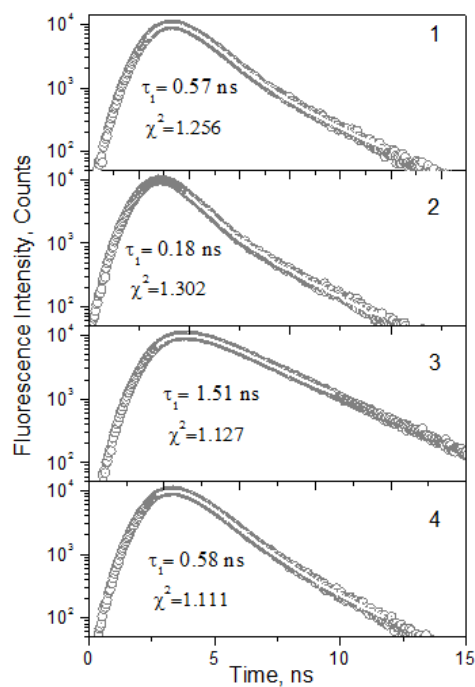 10⁴
1
10³
τ₁= 0.57 ns
χ²=1.256
10²
10⁴
2
10³
τ₁= 0.18 ns
χ²=1.302
10²
10⁴
3
10³
τ₁= 1.51 ns
χ²=1.127
10²
10⁴
4
10³
τ₁= 0.58 ns
χ²=1.111
10²
0 5 10 15
Time, ns
Fluorescence Intensity, Counts